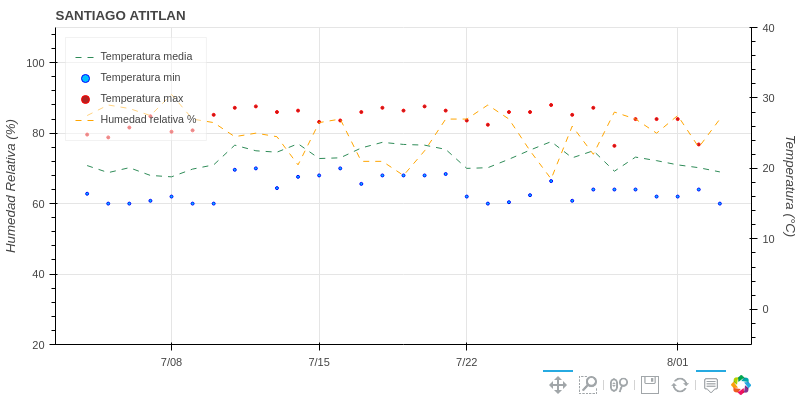 SANTIAGO ATITLAN
Temperatura media
Temperatura min
Temperatura max
Humedad relativa %
Humedad Relativa (%)
100
80
60
40
20
40
30
20
10
0
Temperatura (°C)
7/08
7/15
7/22
8/01